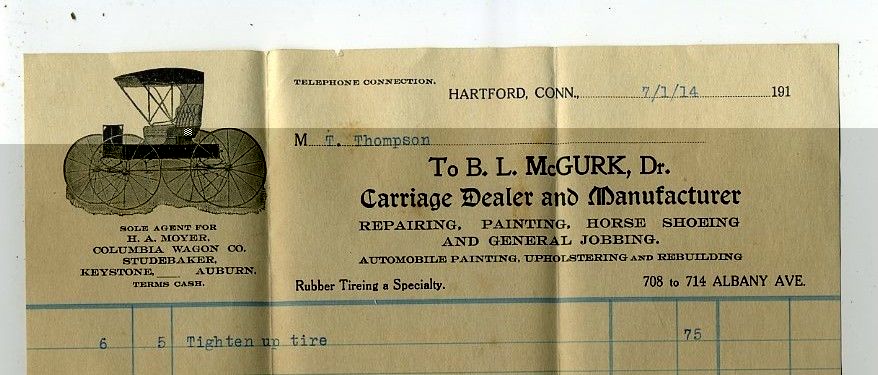 TELEPHONE CONNECTION.
HARTFORD, CONN., 7/1/14 191
M T. Thompson
To B. L. McGURK, Dr.
Carriage Dealer and Manufacturer
REPAIRING, PAINTING, HORSE SHOEING
AND GENERAL JOBBING.
AUTOMOBILE PAINTING, UPHOLSTERING AND REBUILDING
Rubber Tireing a Specialty. 708 to 714 ALBANY AVE.
SOLE AGENT FOR
H. A. MOYER,
COLUMBIA WAGON CO.
STUDEBAKER,
KEYSTONE, AUBURN.
TERMS CASH.
6 5 Tighten up tire 75